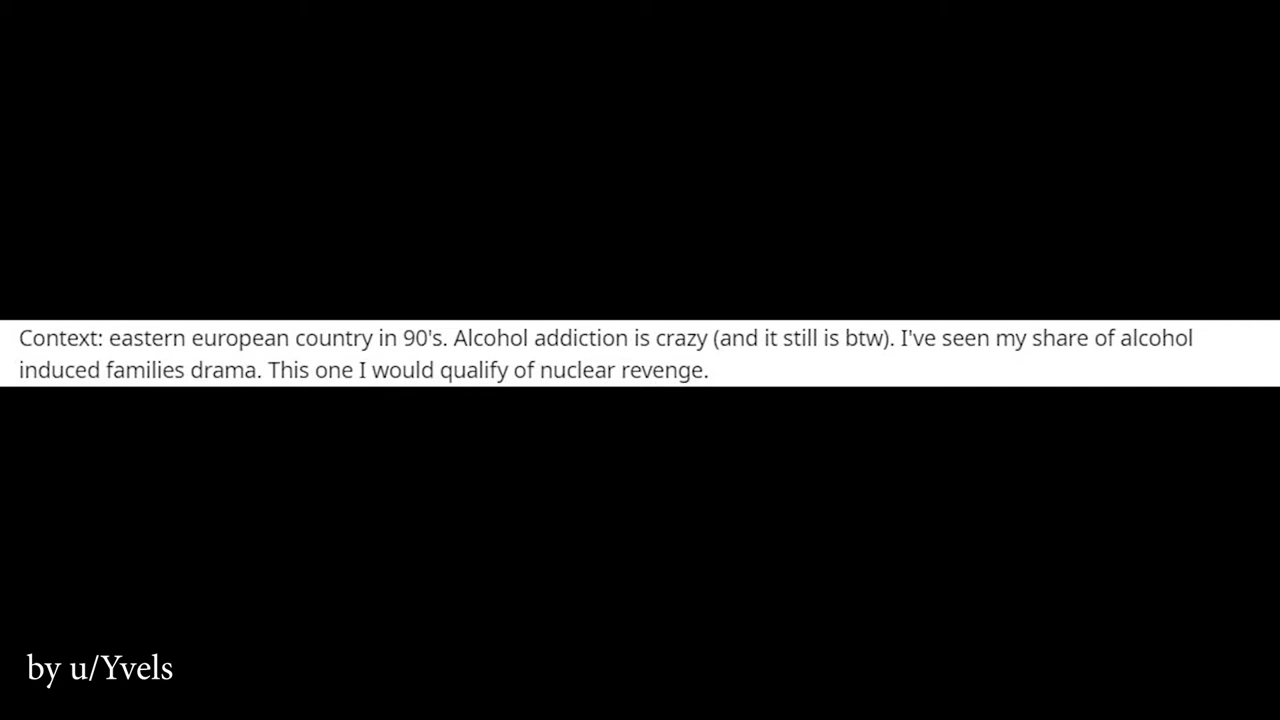 Context: eastern european country in 90's. Alcohol addiction is crazy (and it still is btw). I've seen my share of alcohol
induced families drama. This one I would qualify of nuclear revenge.
by u/Yvels